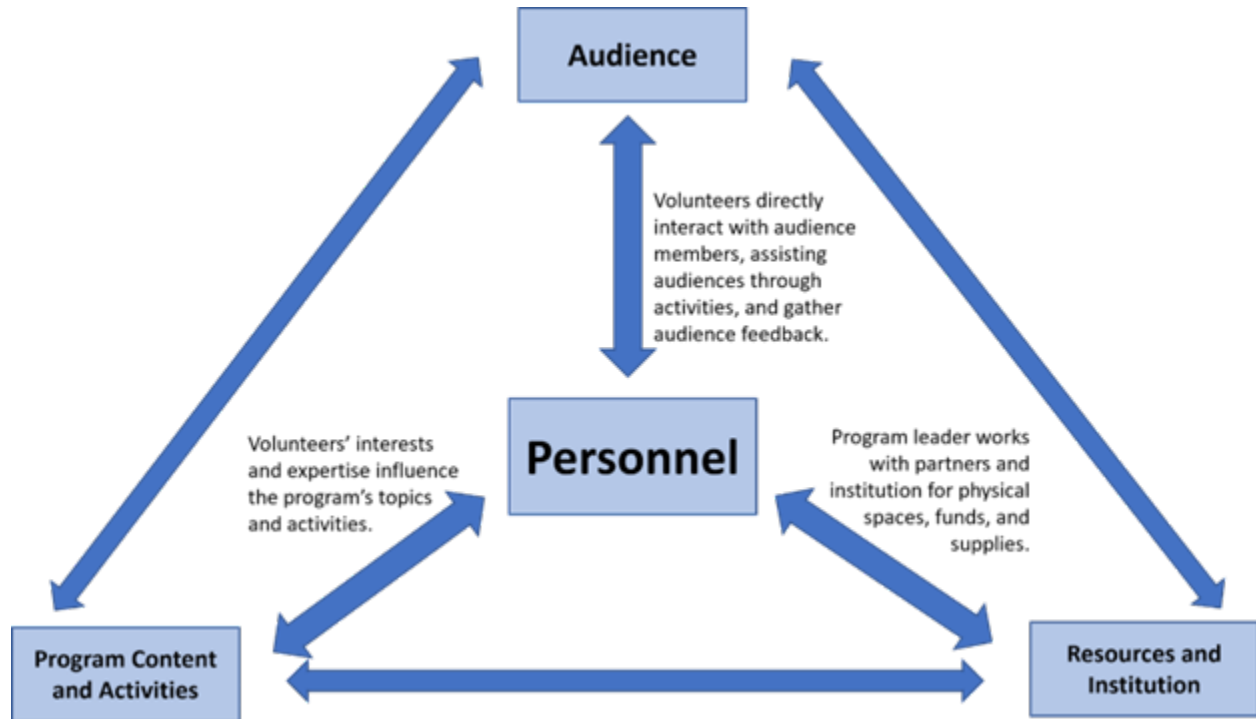 Audience
Volunteers directly
interact with audience
members, assisting
audiences through
activities, and gather
audience feedback.
Personnel
Volunteers’ interests
and expertise influence
the program’s topics
and activities.
Program leader works
with partners and
institution for physical
spaces, funds, and
supplies.
Program Content
and Activities
Resources and
Institution